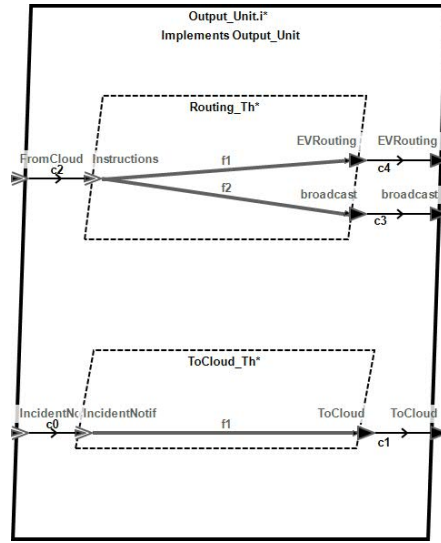 Output_Unit.i*
Implements Output_Unit
Routing_Th*
EVRouting EVRouting
FromCloud Instructions
f1
c2 c4
f2
broadcast broadcast
c3
ToCloud_Th*
IncidentNo IncidentNotif ToCloud ToCloud
c0 f1
c1